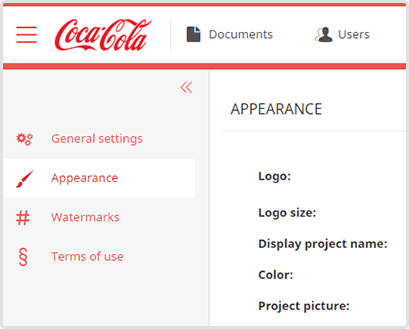 Coca-Cola
Documents
Users
General settings
Appearance
Watermarks
Terms of use
APPEARANCE
Logo:
Logo size:
Display project name:
Color:
Project picture: